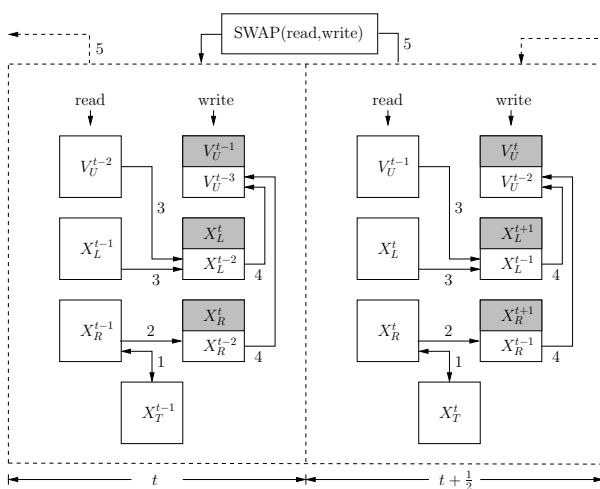 SWAP(read,write)
5
5
read
write
read
write
V_U^{t−2}
V_U^{t−1}
V_U^{t−3}
V_U^{t−1}
V_U^{t}
V_U^{t−2}
3
3
X_L^{t−1}
X_L^{t}
X_L^{t−2}
X_L^{t}
X_L^{t+1}
X_L^{t−1}
3
4
3
4
X_R^{t−1}
2
X_R^{t}
X_R^{t−2}
X_R^{t}
2
X_R^{t+1}
X_R^{t−1}
1
4
1
4
X_T^{t−1}
X_T^{t}
t
t + 1/2